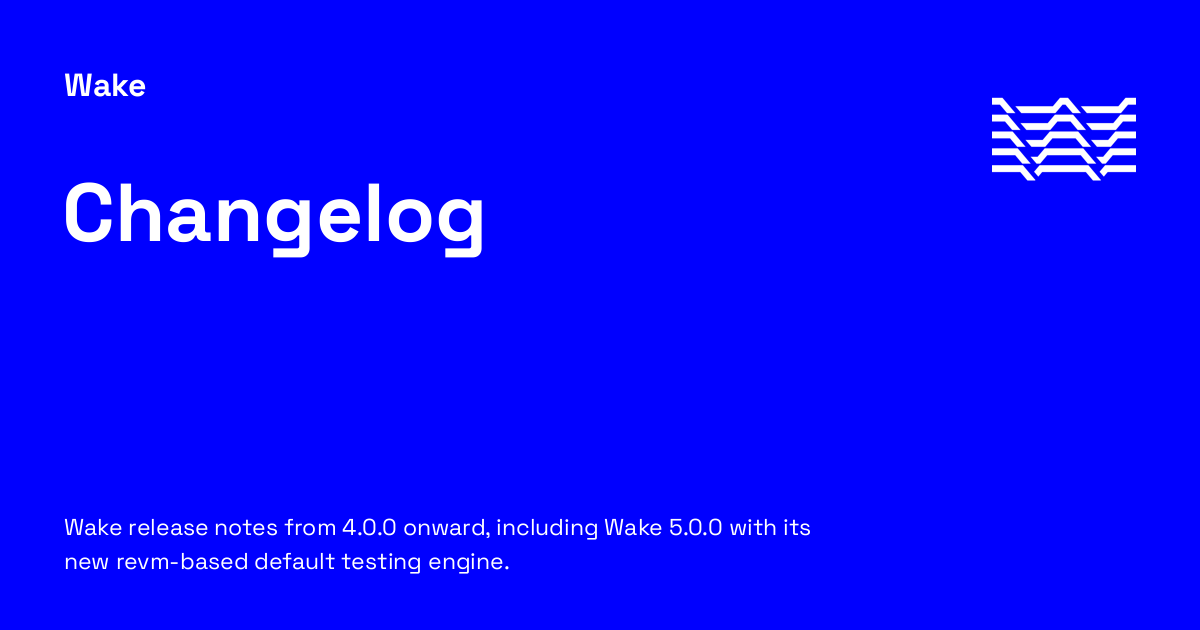 Wake
Changelog
Wake release notes from 4.0.0 onward, including Wake 5.0.0 with its
new revm-based default testing engine.